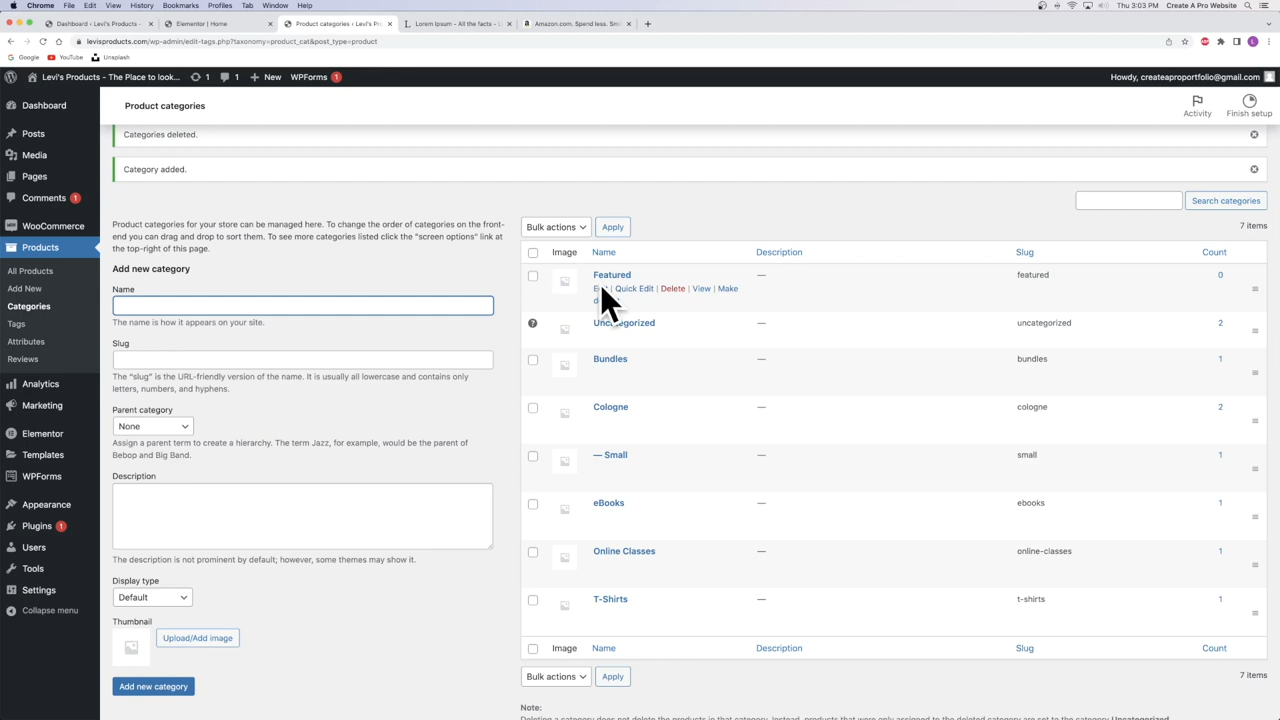 Chrome File Edit View History Bookmarks Profiles Tab Window Help
Thu 3:03 PM Create A Pro Website
Dashboard ‹ Levi's Products -
Elementor | Home
Product categories ‹ Levi's Pr
Lorem Ipsum - All the facts - L
Amazon.com. Spend less. Sm
levisproducts.com/wp-admin/edit-tags.php?taxonomy=product_cat&post_type=product
Google YouTube Unsplash
Levi's Products - The Place to look... 1 1 New WPForms 1
Howdy, createaproportfolio@gmail.com
Dashboard
Posts
Media
Pages
Comments 1
WooCommerce
Products
All Products
Add New
Categories
Tags
Attributes
Reviews
Analytics
Marketing
Elementor
Templates
WPForms
Appearance
Plugins 1
Users
Tools
Settings
Collapse menu
Product categories
Activity
Finish setup
Categories deleted.
Category added.
Search categories
Product categories for your store can be managed here. To change the order of categories on the front-
end you can drag and drop to sort them. To see more categories listed click the "screen options" link at
the top-right of this page.
Add new category
Name
The name is how it appears on your site.
Slug
The "slug" is the URL-friendly version of the name. It is usually all lowercase and contains only
letters, numbers, and hyphens.
Parent category
None
Assign a parent term to create a hierarchy. The term Jazz, for example, would be the parent of
Bebop and Big Band.
Description
The description is not prominent by default; however, some themes may show it.
Display type
Default
Thumbnail
Upload/Add image
Add new category
Bulk actions Apply
7 items
Image Name Description Slug Count
Featured — featured 0
Quick Edit | Delete | View | Make
Uncategorized — uncategorized 2
Bundles — bundles 1
Cologne — cologne 2
— Small — small 1
eBooks — ebooks 1
Online Classes — online-classes 1
T-Shirts — t-shirts 1
Image Name Description Slug Count
Bulk actions Apply
7 items
Note:
Deleting a category does not delete the products in that category. Instead, products that were only assigned to the deleted category are set to the category Uncategorized.